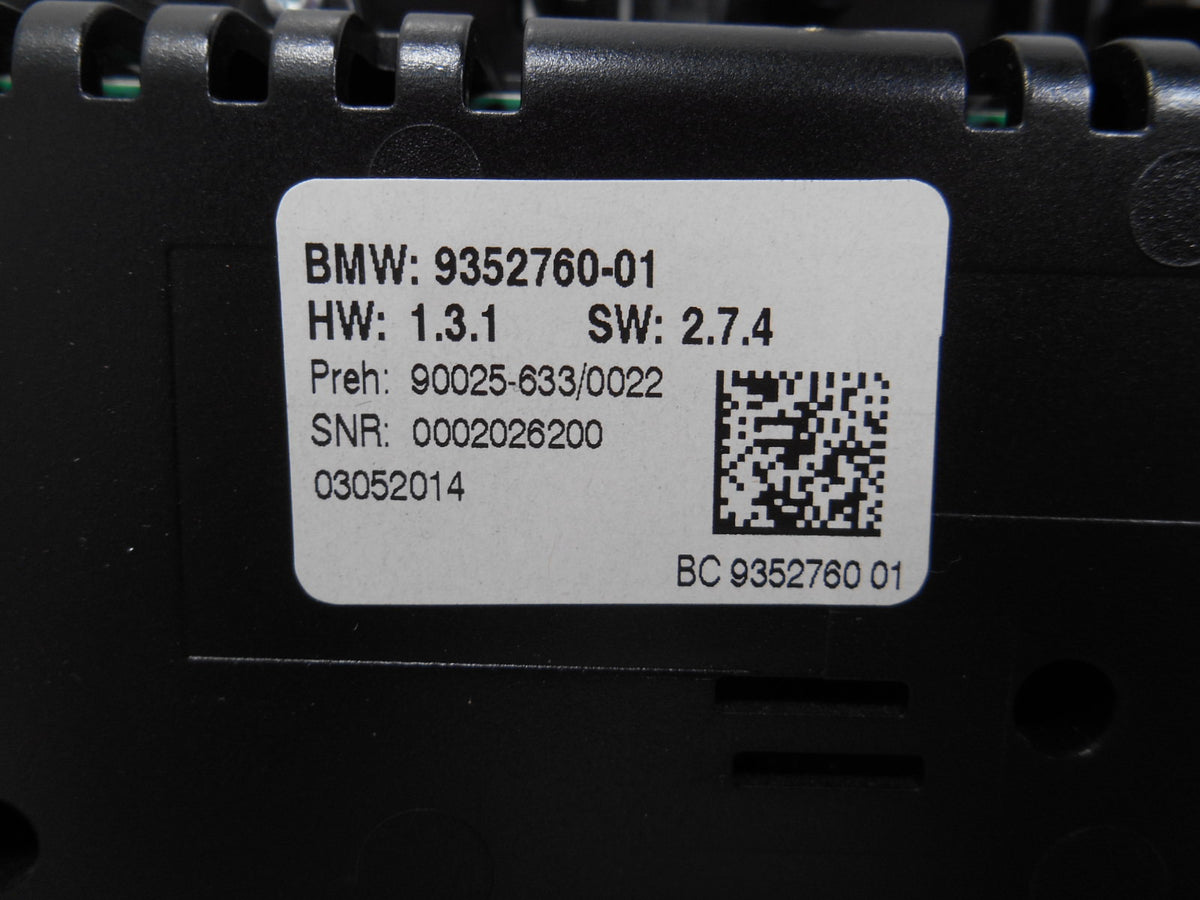 BMW: 9352760-01
HW: 1.3.1 SW: 2.7.4
Preh: 90025-633/0022
SNR: 0002026200
03052014
BC 9352760 01